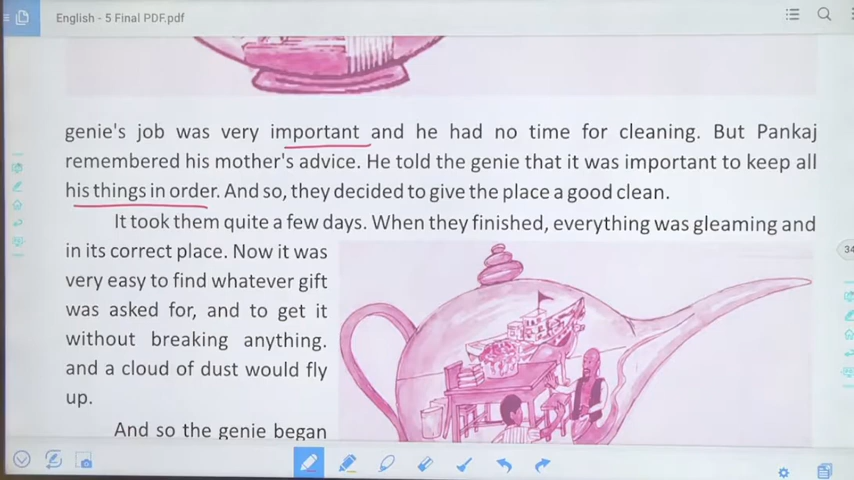 English - 5 Final PDF.pdf
genie's job was very important and he had no time for cleaning. But Pankaj
remembered his mother's advice. He told the genie that it was important to keep all
his things in order. And so, they decided to give the place a good clean.
It took them quite a few days. When they finished, everything was gleaming and
in its correct place. Now it was
very easy to find whatever gift
was asked for, and to get it
without breaking anything.
and a cloud of dust would fly
up.
And so the genie began
34